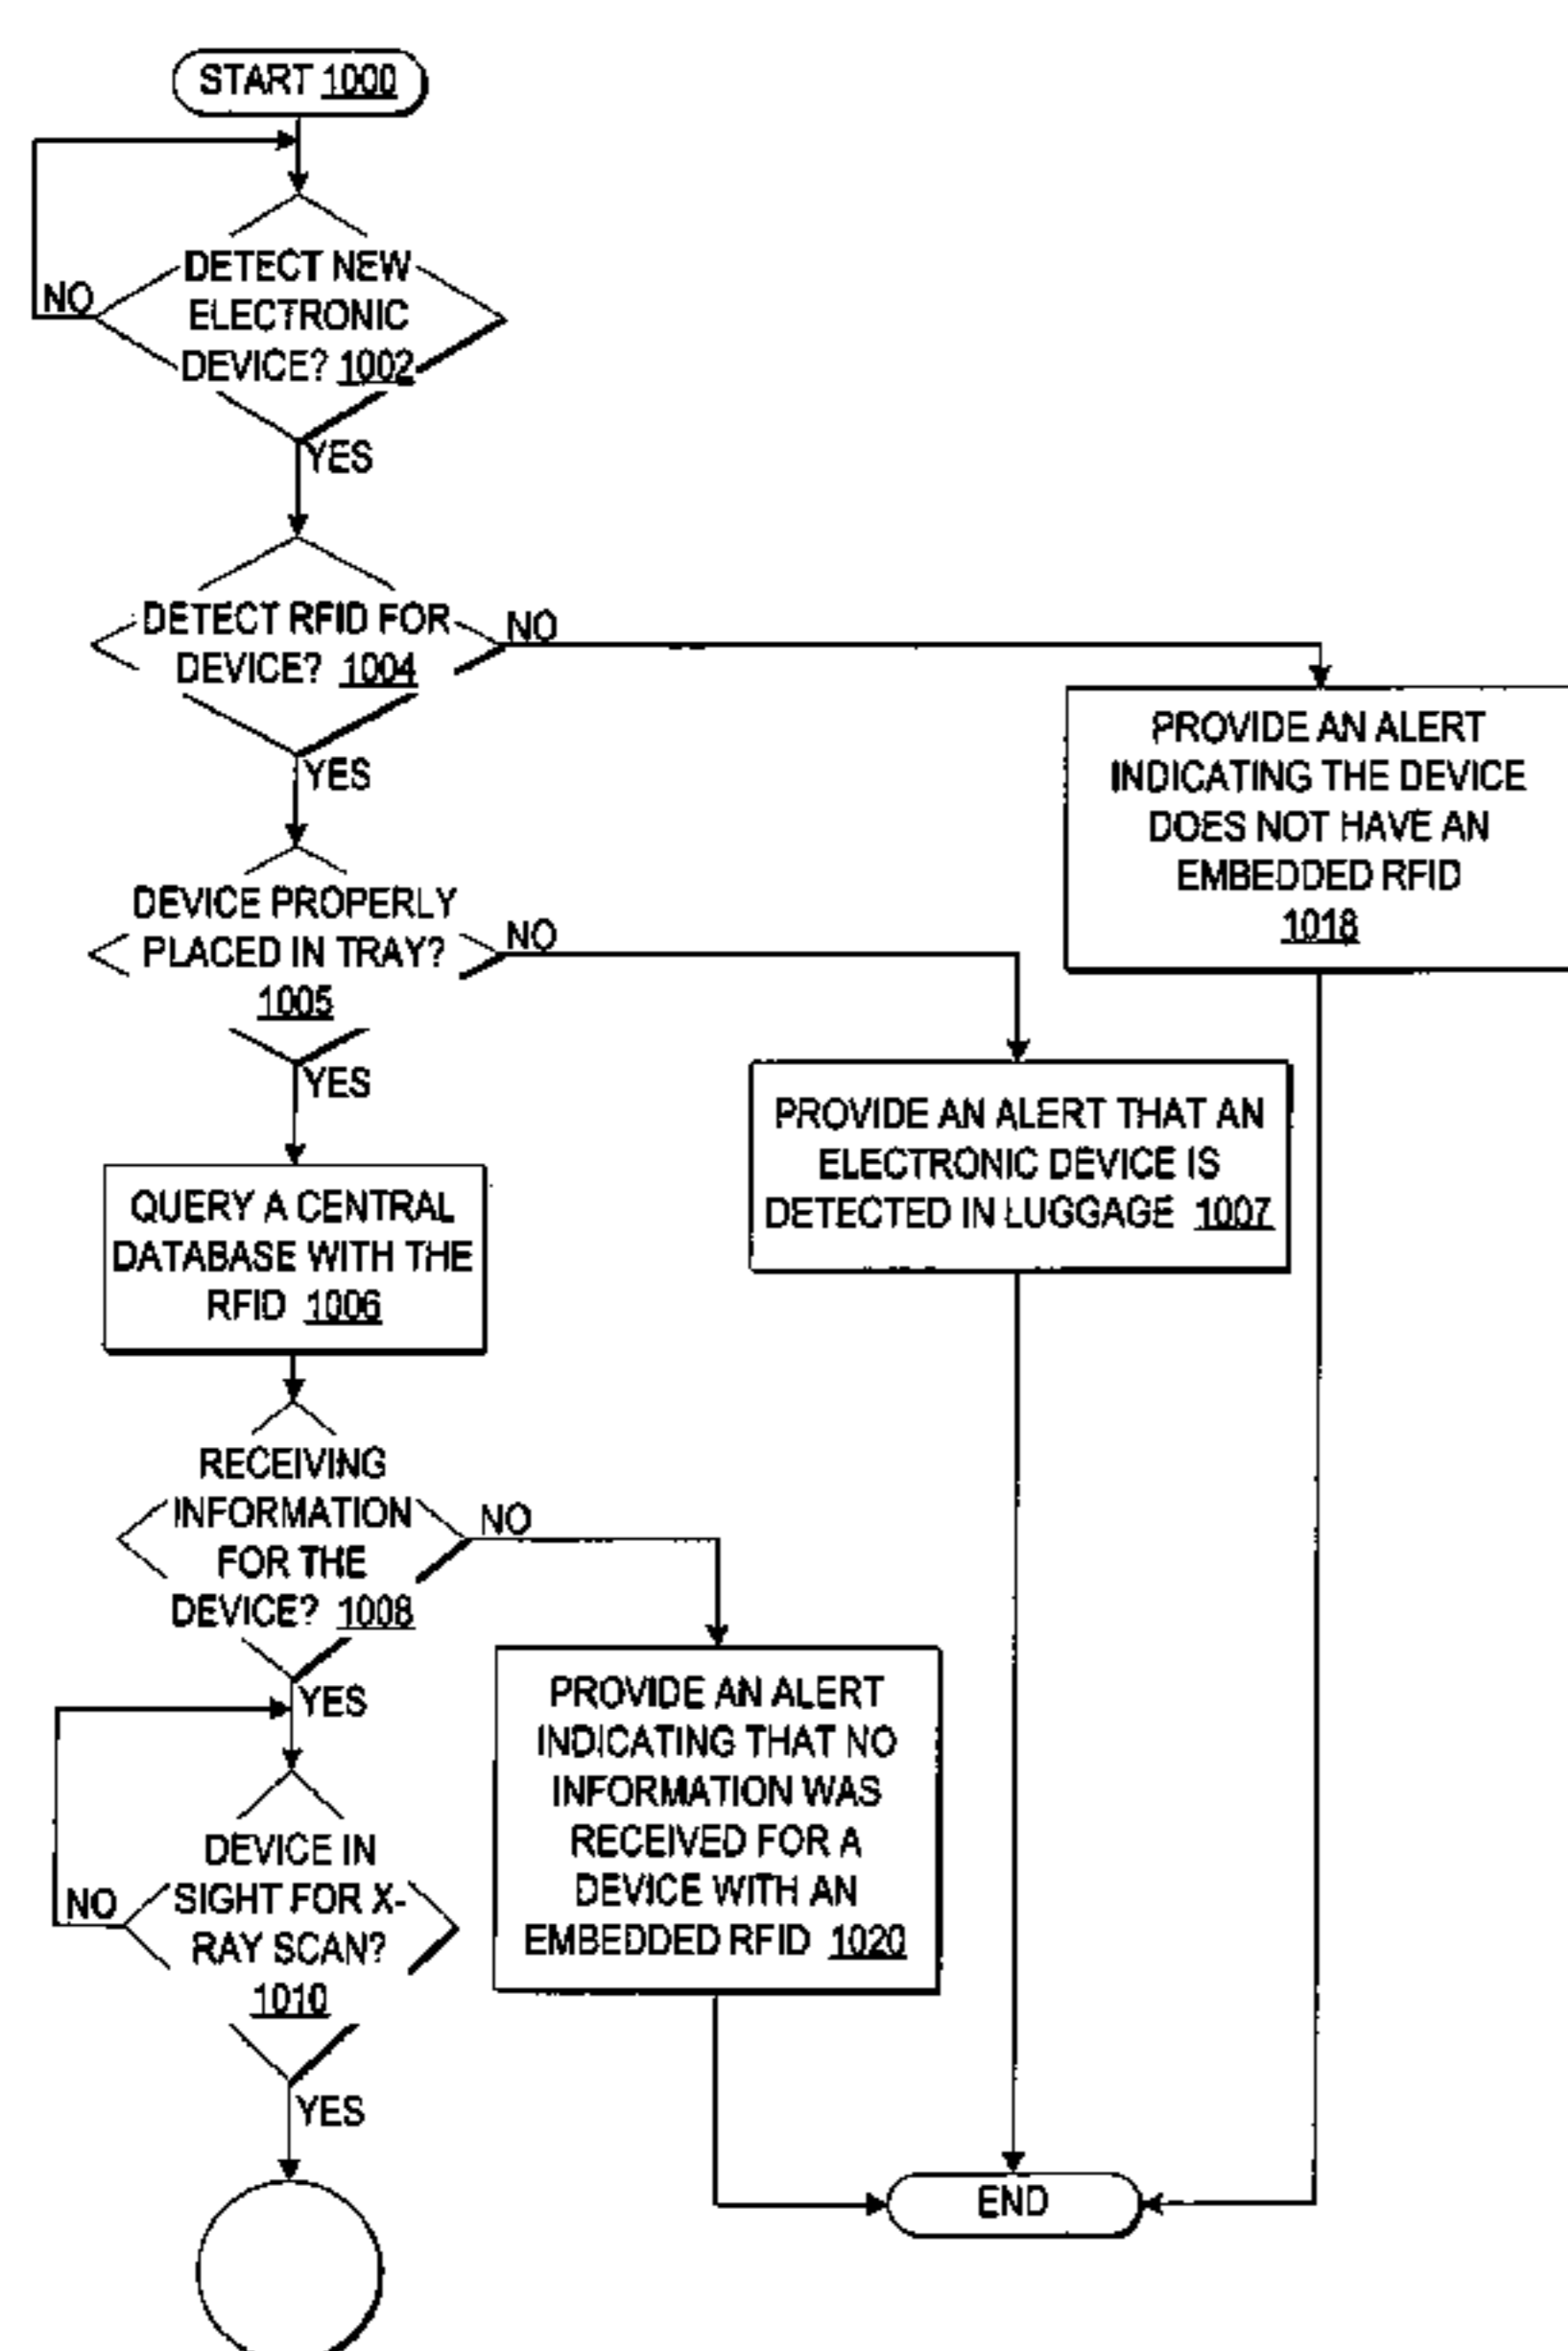 START 1000
DETECT NEW
ELECTRONIC
DEVICE? 1002
NO
YES
DETECT RFID FOR
DEVICE? 1004
NO
YES
PROVIDE AN ALERT
INDICATING THE DEVICE
DOES NOT HAVE AN
EMBEDDED RFID
1018
DEVICE PROPERLY
PLACED IN TRAY?
1005
NO
YES
PROVIDE AN ALERT THAT AN
ELECTRONIC DEVICE IS
DETECTED IN LUGGAGE 1007
QUERY A CENTRAL
DATABASE WITH THE
RFID 1006
RECEIVING
INFORMATION
FOR THE
DEVICE? 1008
NO
YES
PROVIDE AN ALERT
INDICATING THAT NO
INFORMATION WAS
RECEIVED FOR A
DEVICE WITH AN
EMBEDDED RFID 1020
DEVICE IN
SIGHT FOR X-
RAY SCAN?
1010
NO
YES
END